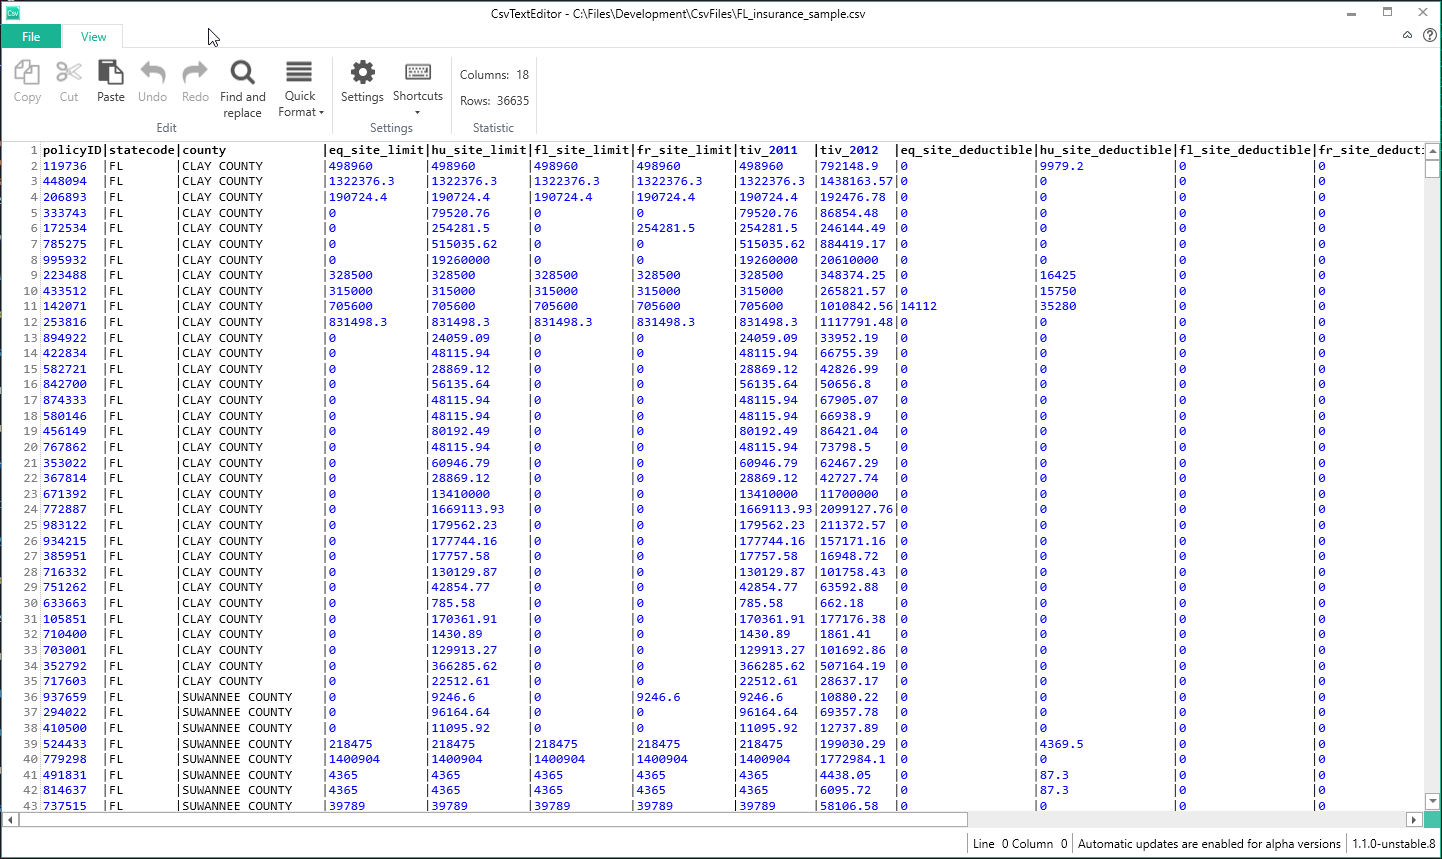 Csv CsvTextEditor - C:\Files\Development\CsvFiles\FL_insurance_sample.csv
File View
Copy Cut Paste Undo Redo Find and replace Quick Format Settings Shortcuts Columns: 18
Rows: 36635
Edit Settings Statistic
1 policyID |statecode|county |eq_site_limit|hu_site_limit|fl_site_limit|fr_site_limit|tiv_2011 |tiv_2012 |eq_site_deductible|hu_site_deductible|fl_site_deductible|fr_site_deducti
2 119736 |FL |CLAY COUNTY |498960 |498960 |498960 |498960 |498960 |792148.9 |0 |9979.2 |0 |0
3 448094 |FL |CLAY COUNTY |1322376.3 |1322376.3 |1322376.3 |1322376.3 |1322376.3 |1438163.57|0 |0 |0 |0
4 206893 |FL |CLAY COUNTY |190724.4 |190724.4 |190724.4 |190724.4 |190724.4 |192476.78 |0 |0 |0 |0
5 333743 |FL |CLAY COUNTY |0 |79520.76 |0 |0 |79520.76 |86854.48 |0 |0 |0 |0
6 172534 |FL |CLAY COUNTY |0 |254281.5 |0 |254281.5 |254281.5 |246144.49 |0 |0 |0 |0
7 785275 |FL |CLAY COUNTY |0 |515035.62 |0 |0 |515035.62 |884419.17 |0 |0 |0 |0
8 995932 |FL |CLAY COUNTY |0 |19260000 |0 |0 |19260000 |20610000 |0 |0 |0 |0
9 223488 |FL |CLAY COUNTY |328500 |328500 |328500 |328500 |328500 |348374.25 |0 |16425 |0 |0
10 433512 |FL |CLAY COUNTY |315000 |315000 |315000 |315000 |315000 |265821.57 |0 |15750 |0 |0
11 142071 |FL |CLAY COUNTY |705600 |705600 |705600 |705600 |705600 |1010842.56|14112 |35280 |0 |0
12 253816 |FL |CLAY COUNTY |831498.3 |831498.3 |831498.3 |831498.3 |831498.3 |1117791.48|0 |0 |0 |0
13 894922 |FL |CLAY COUNTY |0 |24059.09 |0 |0 |24059.09 |33952.19 |0 |0 |0 |0
14 422834 |FL |CLAY COUNTY |0 |48115.94 |0 |0 |48115.94 |66755.39 |0 |0 |0 |0
15 582721 |FL |CLAY COUNTY |0 |28869.12 |0 |0 |28869.12 |42826.99 |0 |0 |0 |0
16 842700 |FL |CLAY COUNTY |0 |56135.64 |0 |0 |56135.64 |50656.8 |0 |0 |0 |0
17 874333 |FL |CLAY COUNTY |0 |48115.94 |0 |0 |48115.94 |67905.07 |0 |0 |0 |0
18 580146 |FL |CLAY COUNTY |0 |48115.94 |0 |0 |48115.94 |66938.9 |0 |0 |0 |0
19 456149 |FL |CLAY COUNTY |0 |80192.49 |0 |0 |80192.49 |86421.04 |0 |0 |0 |0
20 767862 |FL |CLAY COUNTY |0 |48115.94 |0 |0 |48115.94 |73798.5 |0 |0 |0 |0
21 353022 |FL |CLAY COUNTY |0 |60946.79 |0 |0 |60946.79 |62467.29 |0 |0 |0 |0
22 367814 |FL |CLAY COUNTY |0 |28869.12 |0 |0 |28869.12 |42727.74 |0 |0 |0 |0
23 671392 |FL |CLAY COUNTY |0 |13410000 |0 |0 |13410000 |11700000 |0 |0 |0 |0
24 772887 |FL |CLAY COUNTY |0 |1669113.93 |0 |0 |1669113.93|2099127.76|0 |0 |0 |0
25 983122 |FL |CLAY COUNTY |0 |179562.23 |0 |0 |179562.23 |211372.57 |0 |0 |0 |0
26 934215 |FL |CLAY COUNTY |0 |177744.16 |0 |0 |177744.16 |157171.16 |0 |0 |0 |0
27 385951 |FL |CLAY COUNTY |0 |17757.58 |0 |0 |17757.58 |16948.72 |0 |0 |0 |0
28 716332 |FL |CLAY COUNTY |0 |130129.87 |0 |0 |130129.87 |101758.43 |0 |0 |0 |0
29 751262 |FL |CLAY COUNTY |0 |42854.77 |0 |0 |42854.77 |63592.88 |0 |0 |0 |0
30 633663 |FL |CLAY COUNTY |0 |785.58 |0 |0 |785.58 |662.18 |0 |0 |0 |0
31 105851 |FL |CLAY COUNTY |0 |170361.91 |0 |0 |170361.91 |177176.38 |0 |0 |0 |0
32 710400 |FL |CLAY COUNTY |0 |1430.89 |0 |0 |1430.89 |1861.41 |0 |0 |0 |0
33 703001 |FL |CLAY COUNTY |0 |129913.27 |0 |0 |129913.27 |101692.86 |0 |0 |0 |0
34 352792 |FL |CLAY COUNTY |0 |366285.62 |0 |0 |366285.62 |507164.19 |0 |0 |0 |0
35 717603 |FL |CLAY COUNTY |0 |22512.61 |0 |0 |22512.61 |28637.17 |0 |0 |0 |0
36 937659 |FL |SUWANNEE COUNTY |0 |9246.6 |0 |9246.6 |9246.6 |10880.22 |0 |0 |0 |0
37 294022 |FL |SUWANNEE COUNTY |0 |96164.64 |0 |0 |96164.64 |69357.78 |0 |0 |0 |0
38 410500 |FL |SUWANNEE COUNTY |0 |11095.92 |0 |0 |11095.92 |12737.89 |0 |0 |0 |0
39 524433 |FL |SUWANNEE COUNTY |218475 |218475 |218475 |218475 |218475 |199030.29 |0 |4369.5 |0 |0
40 779298 |FL |SUWANNEE COUNTY |1400904 |1400904 |1400904 |1400904 |1400904 |1772984.1 |0 |0 |0 |0
41 491831 |FL |SUWANNEE COUNTY |4365 |4365 |4365 |4365 |4365 |4438.05 |0 |87.3 |0 |0
42 814637 |FL |SUWANNEE COUNTY |4365 |4365 |4365 |4365 |4365 |6095.72 |0 |87.3 |0 |0
43 737515 |FL |SUWANNEE COUNTY |39789 |39789 |39789 |39789 |39789 |58106.58 |0 |0 |0 |0
Line 0 Column 0 Automatic updates are enabled for alpha versions 1.1.0-unstable.8